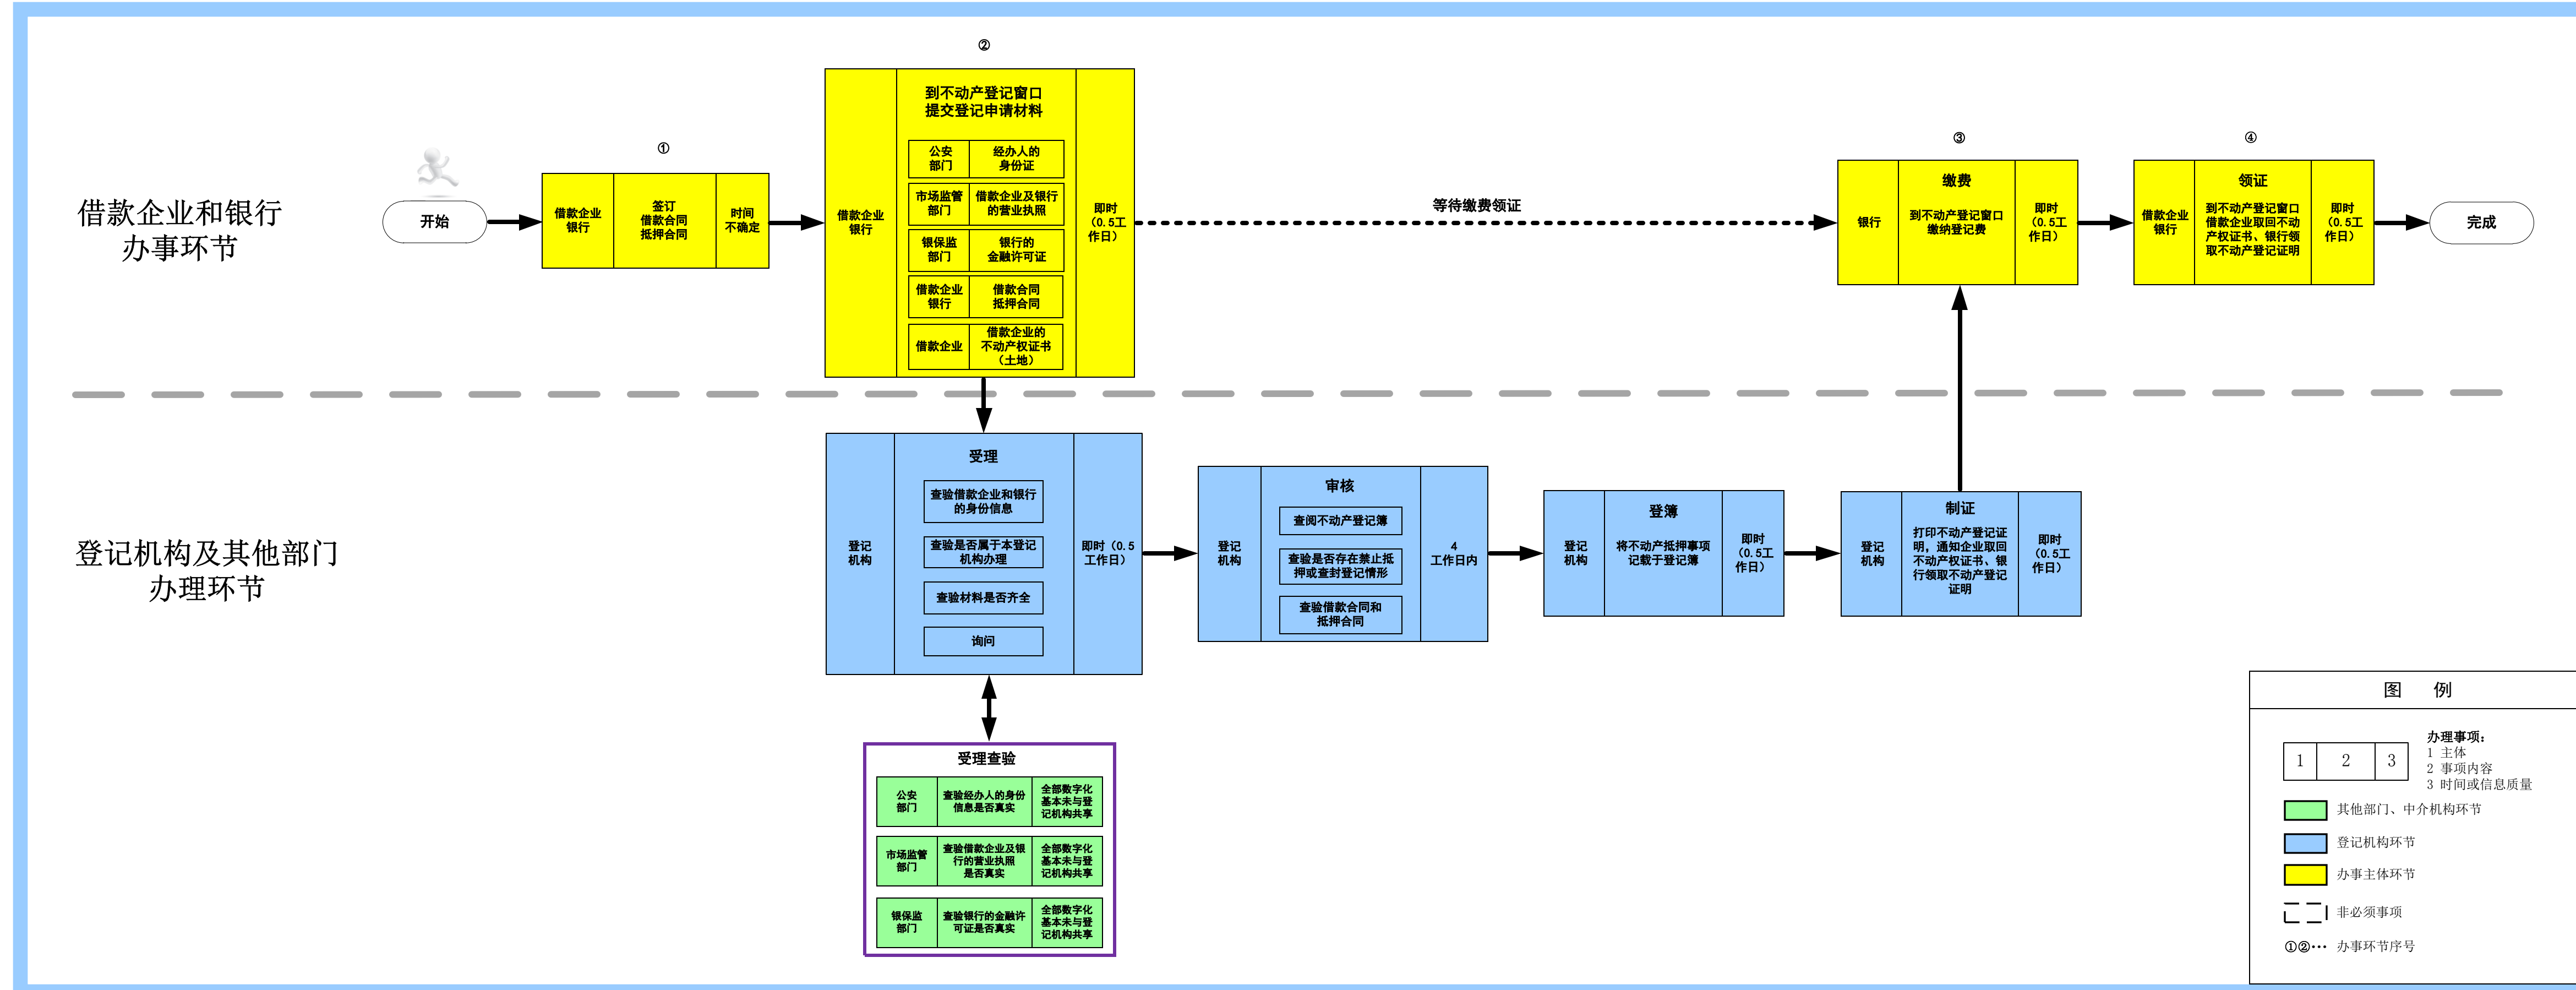 借款企业和银行
办事环节
开始
①
借款企业
银行
签订
借款合同
抵押合同
时间
不确定
②
借款企业
银行
到不动产登记窗口
提交登记申请材料
公安
部门
经办人的
身份证
市场监管
部门
借款企业及银行
的营业执照
银保监
部门
银行的
金融许可证
借款企业
银行
借款合同
抵押合同
借款企业
借款企业的
不动产权证书
（土地）
即时
（0.5工
作日）
等待缴费领证
③
银行
缴费
到不动产登记窗口
缴纳登记费
即时
（0.5工
作日）
④
借款企业
银行
领证
到不动产登记窗口
借款企业取回不动
产权证书、银行领
取不动产登记证明
即时
（0.5工
作日）
完成
登记机构及其他部门
办理环节
登记
机构
受理
查验借款企业和银行
的身份信息
查验是否属于本登记
机构办理
查验材料是否齐全
询问
即时（0.5
工作日）
登记
机构
审核
查阅不动产登记簿
查验是否存在禁止抵
押或查封登记情形
查验借款合同和
抵押合同
4
工作日内
登记
机构
登簿
将不动产抵押事项
记载于登记簿
即时
（0.5工
作日）
登记
机构
制证
打印不动产登记证
明，通知企业取回
不动产权证书、银
行领取不动产登记
证明
即时
（0.5工
作日）
受理查验
公安
部门
查验经办人的身份
信息是否真实
全部数字化
基本未与登
记机构共享
市场监管
部门
查验借款企业及银
行的营业执照
是否真实
全部数字化
基本未与登
记机构共享
银保监
部门
查验银行的金融许
可证是否真实
全部数字化
基本未与登
记机构共享
图 例
1 2 3
办理事项：
1 主体
2 事项内容
3 时间或信息质量
其他部门、中介机构环节
登记机构环节
办事主体环节
非必须事项
①②… 办事环节序号